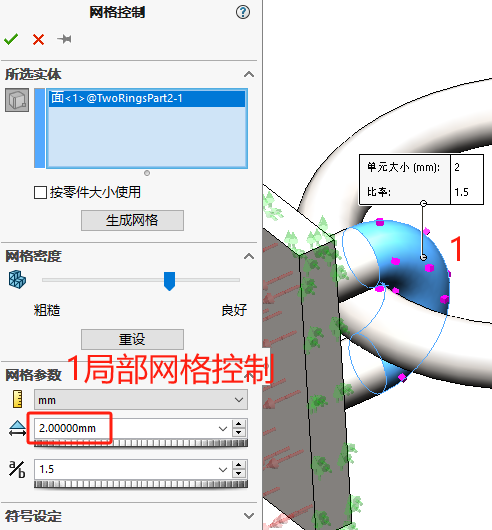 网格控制
所选实体
面<1>@TwoRingsPart2-1
按零件大小使用
生成网格
网格密度
粗糙
良好
重设
网格参数
1局部网格控制
mm
2.00000mm
a/b
1.5
符号设定
单元大小 (mm):
2
比率:
1.5
1